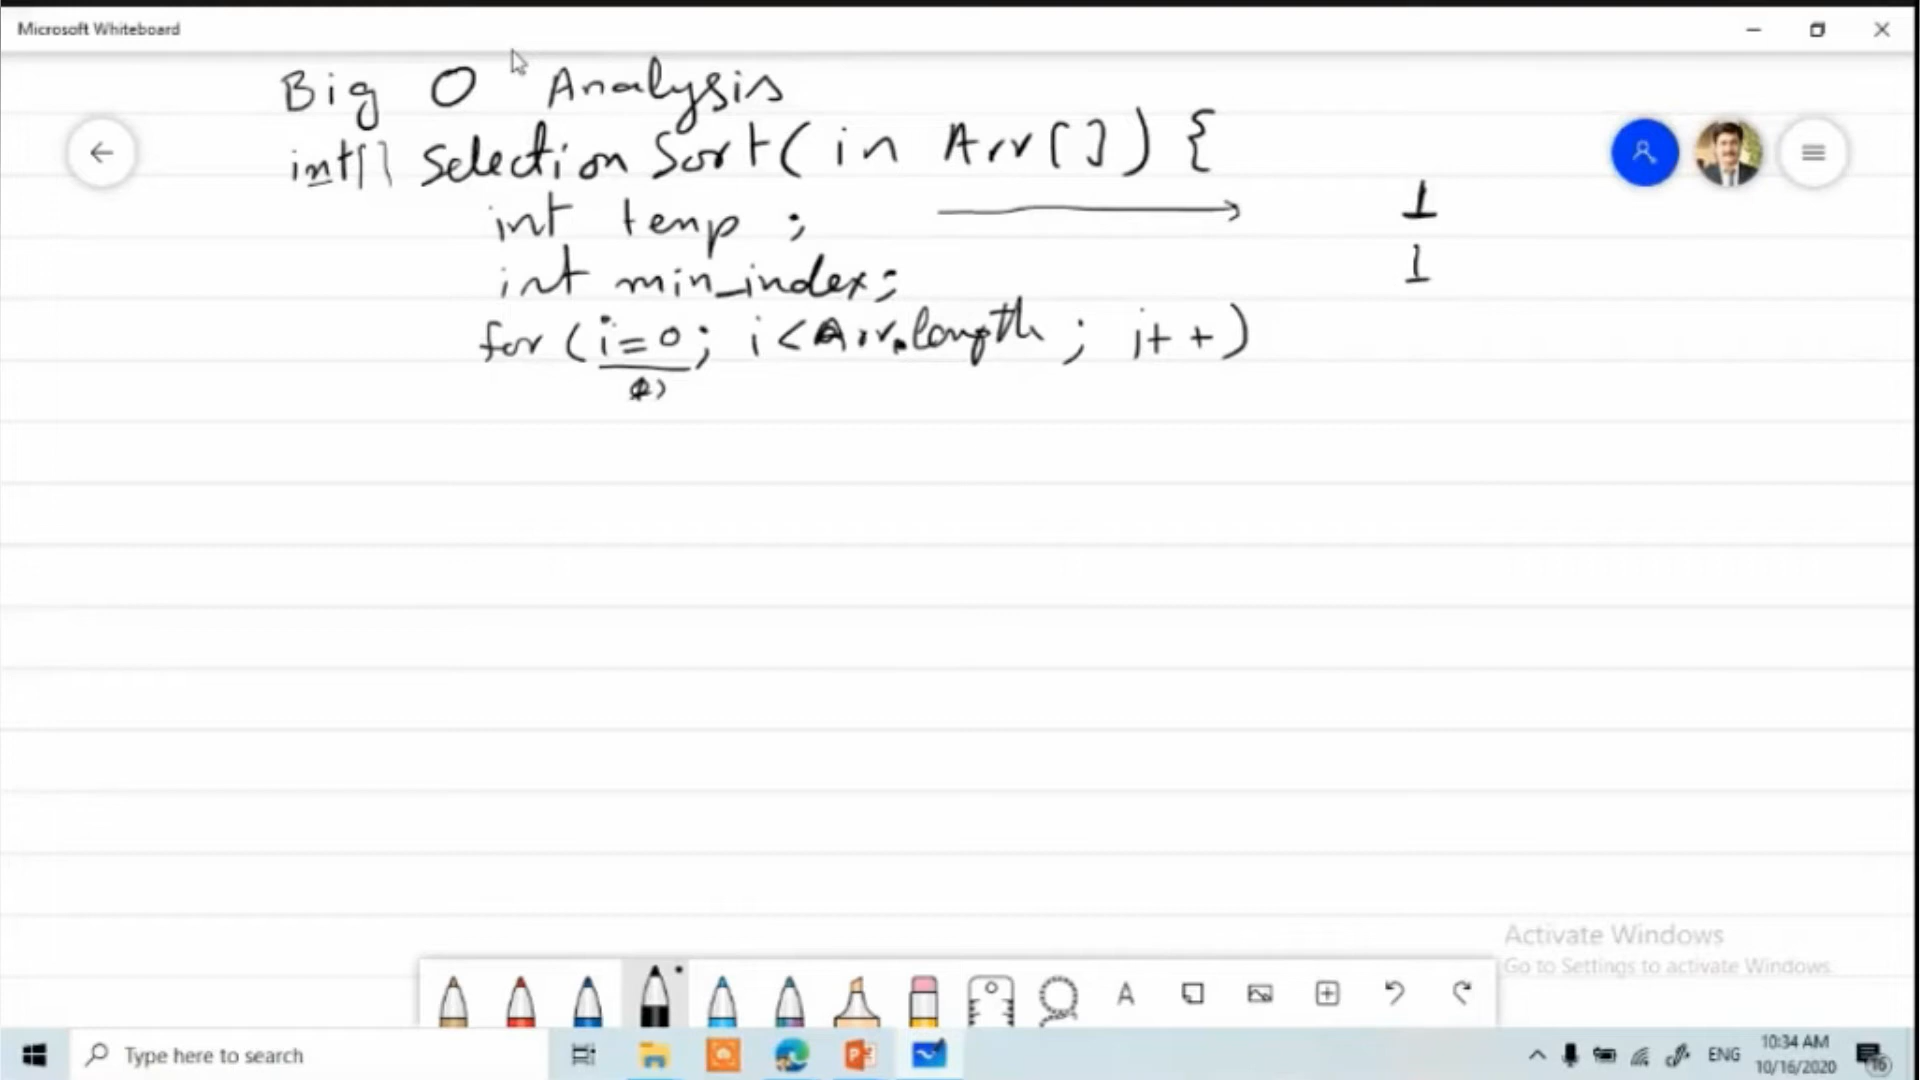 Microsoft Whiteboard
Big O Analysis
int[] Selection Sort( in Arr[]) {
int temp ; 1
int min_index; 1
for (i=0; i<Arr.length ; i++)
A
Activate Windows
Go to Settings to activate Windows.
Type here to search
ENG
10:34 AM
10/16/2020
16